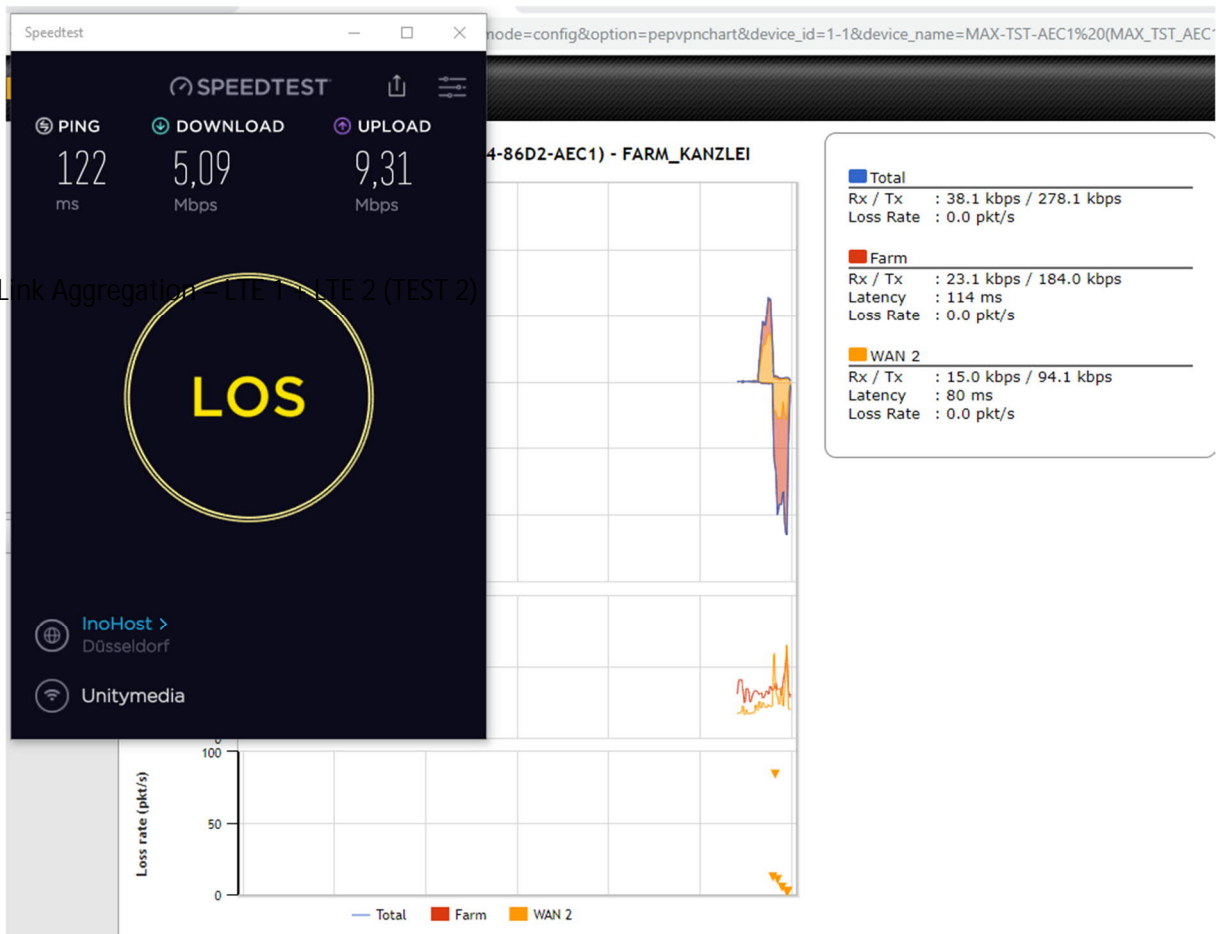 Speedtest
mode=config&option=pepvpnchart&device_id=1-1&device_name=MAX-TST-AEC1%20(MAX_TST_AEC1
SPEEDTEST
PING DOWNLOAD UPLOAD
122 5,09 9,31
ms Mbps Mbps
4-86D2-AEC1) - FARM_KANZLEI
Link Aggregation – LTE 1 + LTE 2 (TEST 2)
LOS
InoHost >
Düsseldorf
Unitymedia
Total
Rx / Tx : 38.1 kbps / 278.1 kbps
Loss Rate : 0.0 pkt/s
Farm
Rx / Tx : 23.1 kbps / 184.0 kbps
Latency : 114 ms
Loss Rate : 0.0 pkt/s
WAN 2
Rx / Tx : 15.0 kbps / 94.1 kbps
Latency : 80 ms
Loss Rate : 0.0 pkt/s
100
50
0
Loss rate (pkt/s)
Total Farm WAN 2